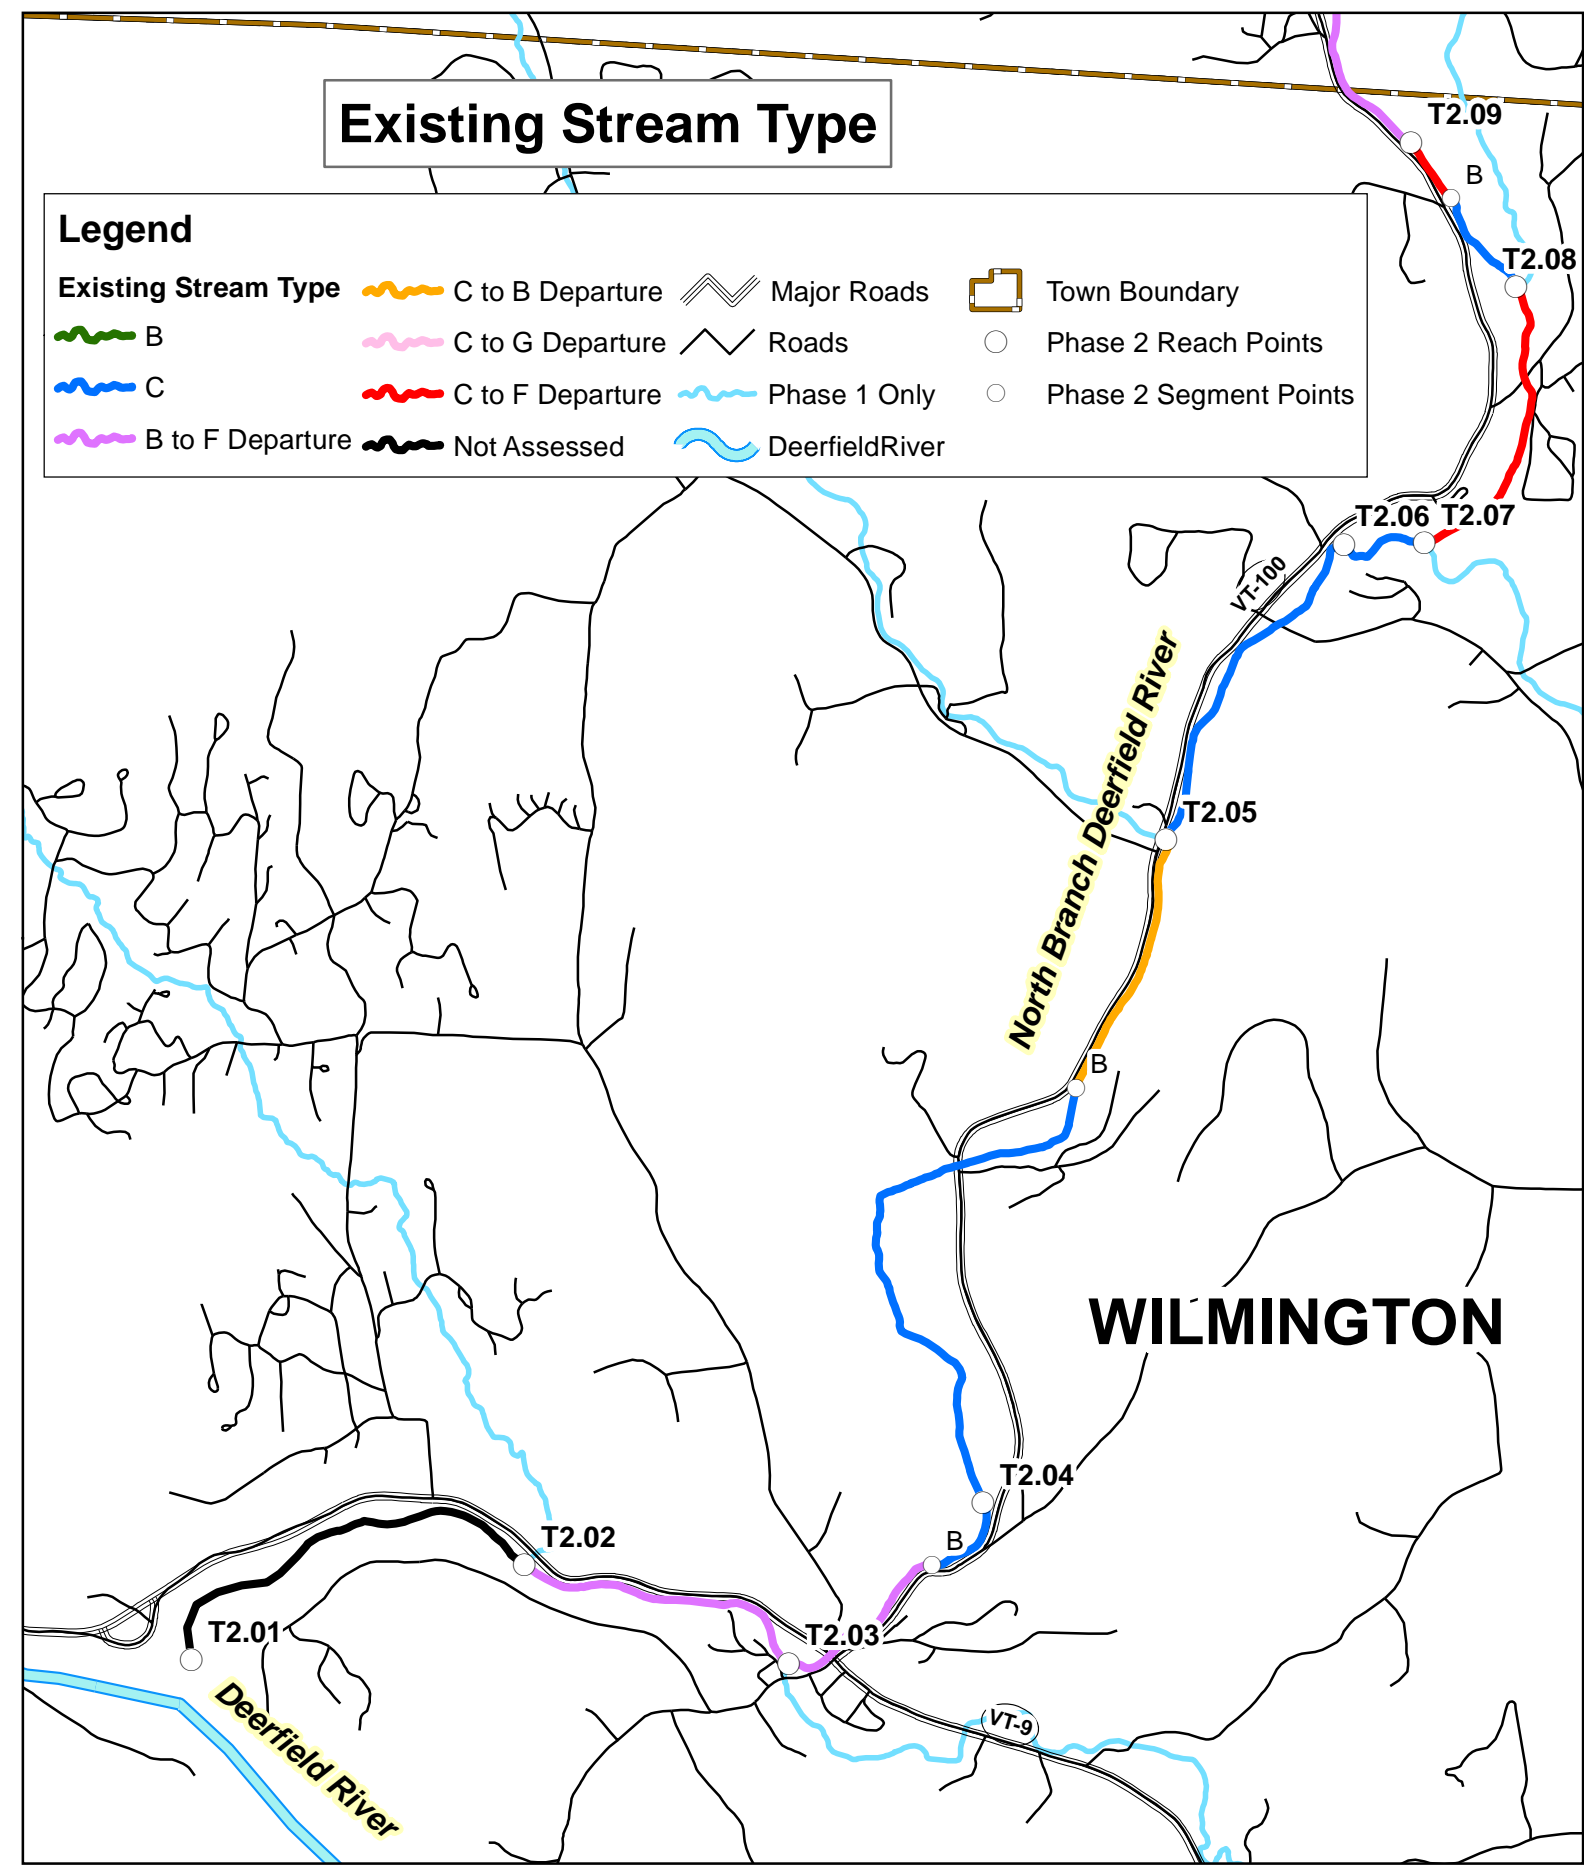 Existing Stream Type
Legend
Existing Stream Type
B
C
B to F Departure
C to B Departure
C to G Departure
C to F Departure
Not Assessed
Major Roads
Roads
Phase 1 Only
DeerfieldRiver
Town Boundary
Phase 2 Reach Points
Phase 2 Segment Points
T2.09
B
T2.08
T2.06
T2.07
VT-100
North Branch Deerfield River
T2.05
B
WILMINGTON
T2.04
B
T2.02
T2.03
T2.01
Deerfield River
VT-9